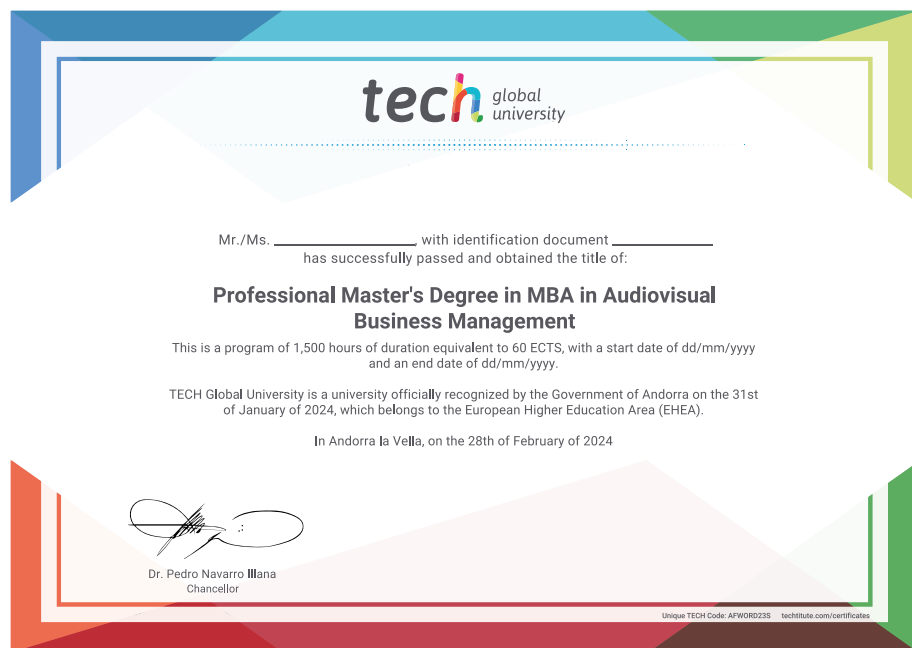 tech global university
Mr./Ms. ____________________, with identification document ______________
has successfully passed and obtained the title of:
Professional Master's Degree in MBA in Audiovisual
Business Management
This is a program of 1,500 hours of duration equivalent to 60 ECTS, with a start date of dd/mm/yyyy
and an end date of dd/mm/yyyy.
TECH Global University is a university officially recognized by the Government of Andorra on the 31st
of January of 2024, which belongs to the European Higher Education Area (EHEA).
In Andorra la Vella, on the 28th of February of 2024
Dr. Pedro Navarro Illana
Chancellor
Unique TECH Code: AFWORD23S techtitute.com/certificates